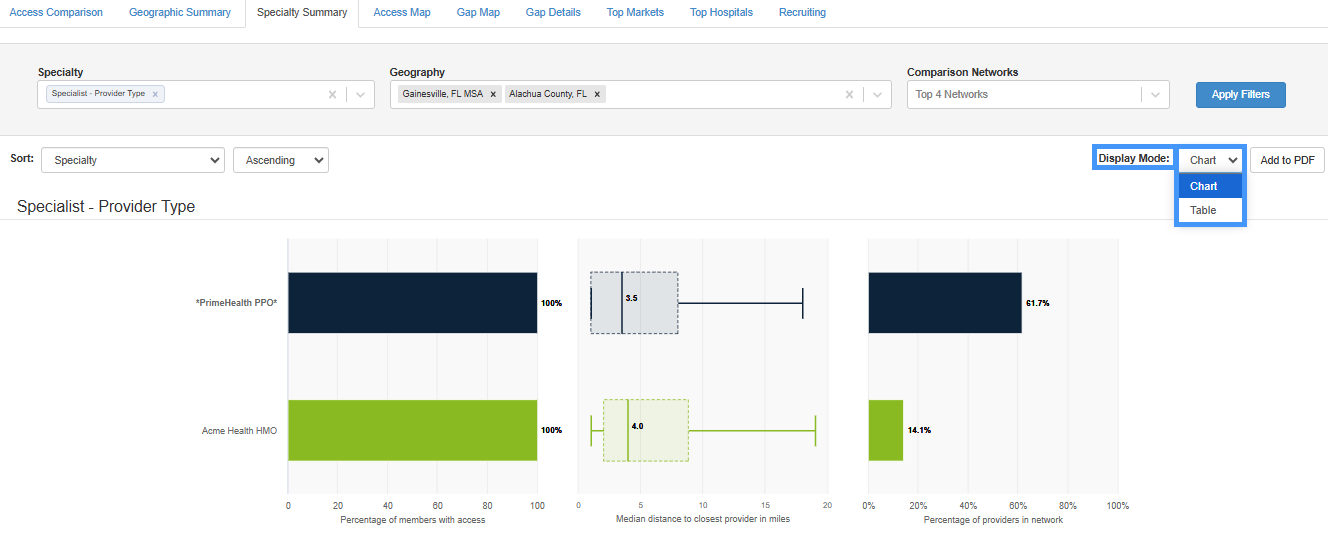 Access Comparison Geographic Summary Specialty Summary Access Map Gap Map Gap Details Top Markets Top Hospitals Recruiting
Specialty Geography Comparison Networks
Specialist - Provider Type × Gainesville, FL MSA × Alachua County, FL × Top 4 Networks Apply Filters
Sort: Specialty Ascending Display Mode: Chart Add to PDF
Chart
Table
Specialist - Provider Type
*PrimeHealth PPO* 100% 3.5 61.7%
Acme Health HMO 100% 4.0 14.1%
0 20 40 60 80 100 0 5 10 15 20 0% 20% 40% 60% 80% 100%
Percentage of members with access Median distance to closest provider in miles Percentage of providers in network